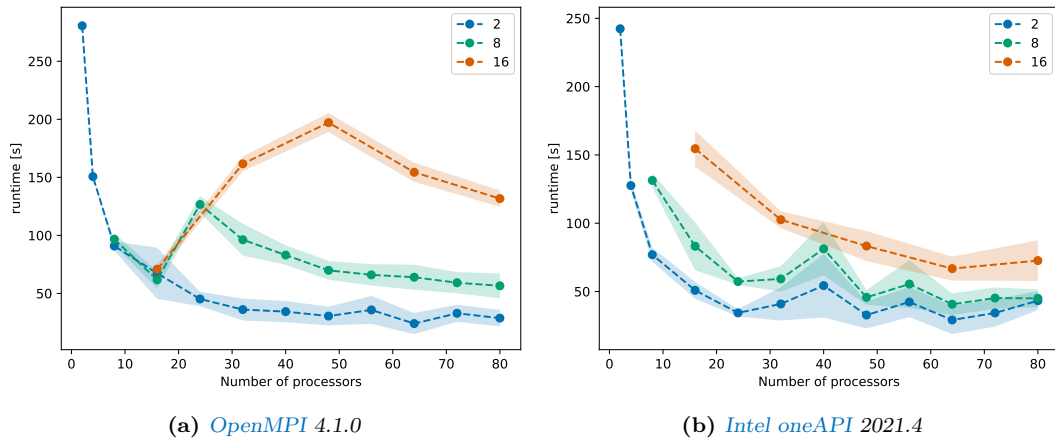 250
200
150
100
50
runtime [s]
0 10 20 30 40 50 60 70 80
Number of processors
2
8
16
(a) OpenMPI 4.1.0
250
200
150
100
50
runtime [s]
0 10 20 30 40 50 60 70 80
Number of processors
2
8
16
(b) Intel oneAPI 2021.4